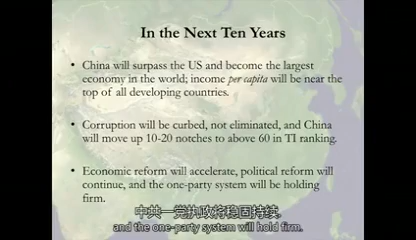 In the Next Ten Years
• China will surpass the US and become the largest
economy in the world; income per capita will be near the
top of all developing countries.
• Corruption will be curbed, not eliminated, and China
will move up 10-20 notches to above 60 in TI ranking.
• Economic reform will accelerate, political reform will
continue, and the one-party system will be holding
firm.
中共一党执政将稳固持续,
and the one-party system will hold firm.